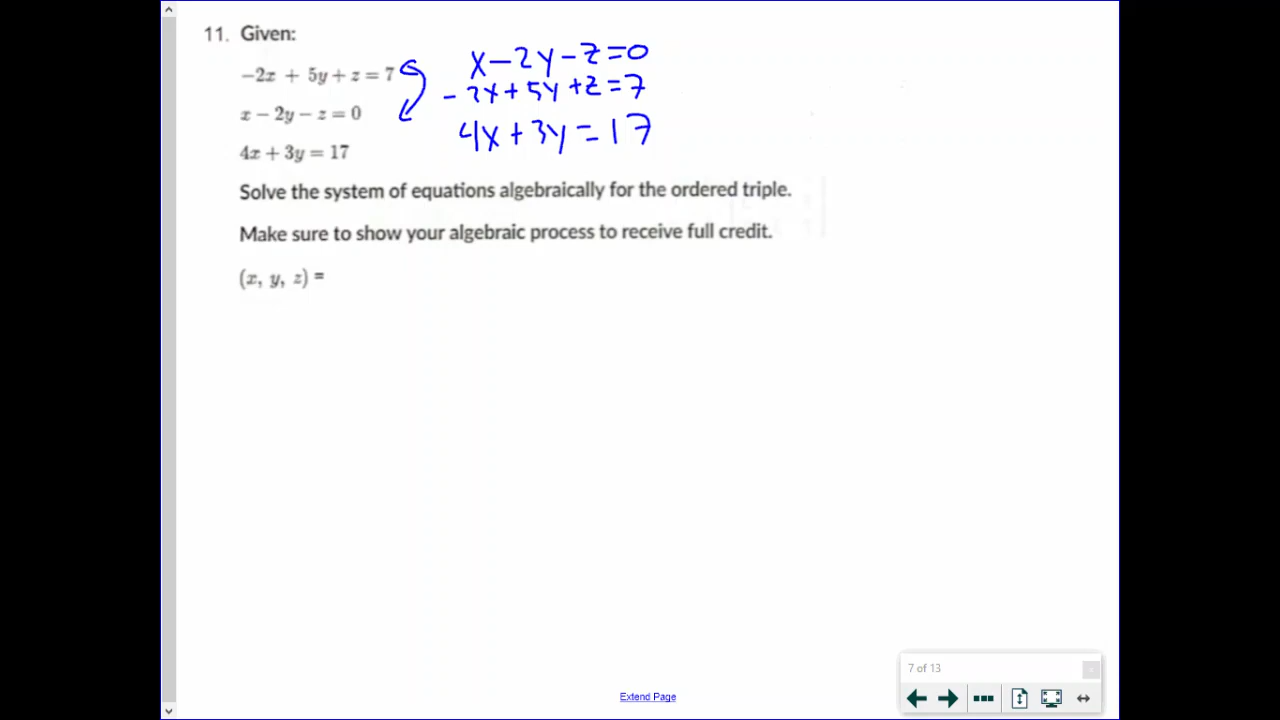 11. Given:
-2x + 5y + z = 7
x - 2y - z = 0
4x + 3y = 17
x - 2y - z = 0
- 2x + 5y + z = 7
4x + 3y = 17
Solve the system of equations algebraically for the ordered triple.
Make sure to show your algebraic process to receive full credit.
(x, y, z) =
7 of 13
Extend Page